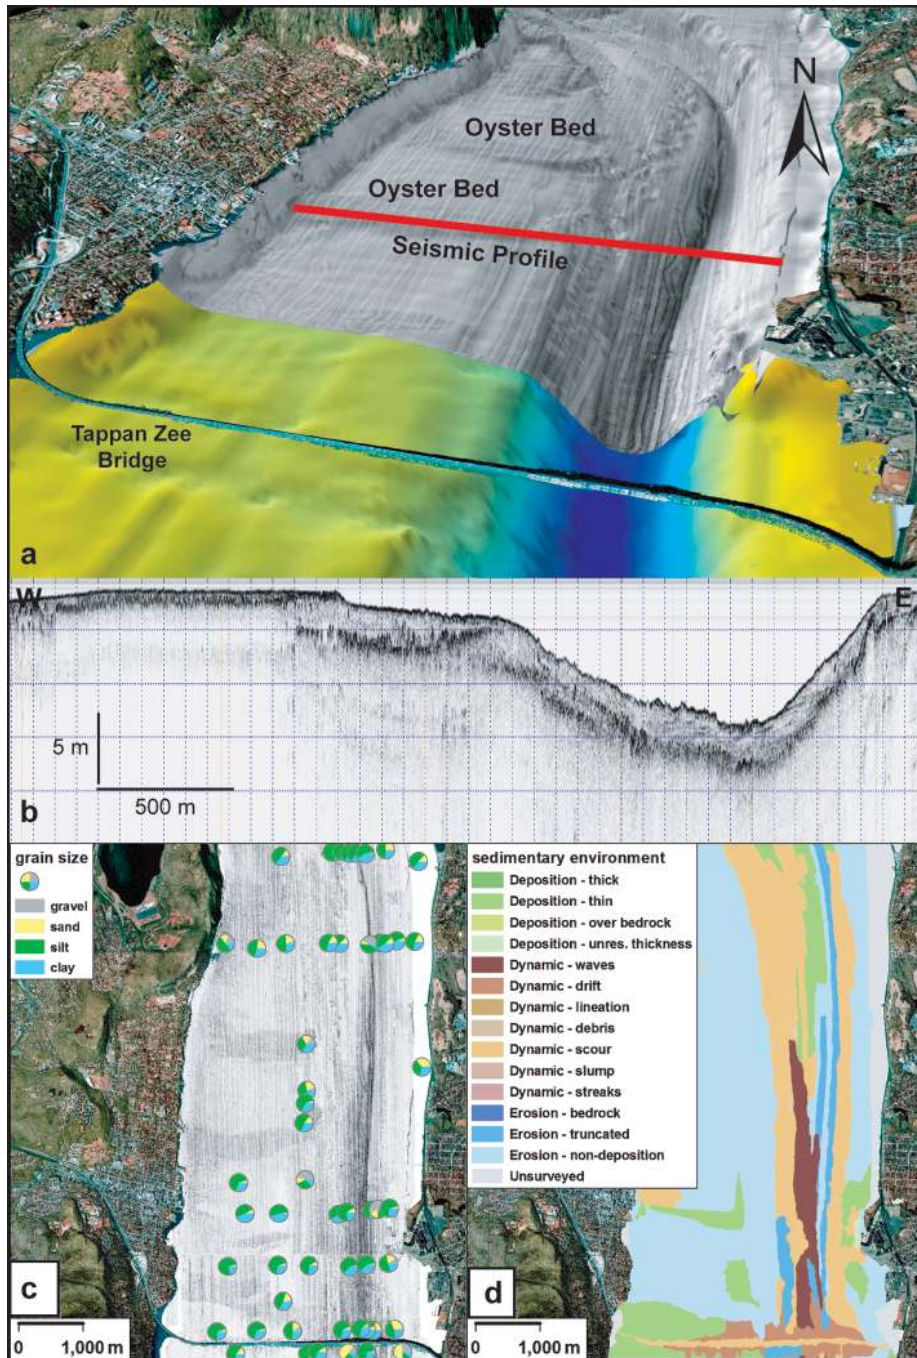 N
Oyster Bed
Oyster Bed
Seismic Profile
Tappan Zee
Bridge
a
W
E
5 m
500 m
b
grain size
gravel
sand
silt
clay
c
0
1,000 m
sedimentary environment
Deposition - thick
Deposition - thin
Deposition - over bedrock
Deposition - unres. thickness
Dynamic - waves
Dynamic - drift
Dynamic - lineation
Dynamic - debris
Dynamic - scour
Dynamic - slump
Dynamic - streaks
Erosion - bedrock
Erosion - truncated
Erosion - non-deposition
Unsurveyed
d
0
1,000 m